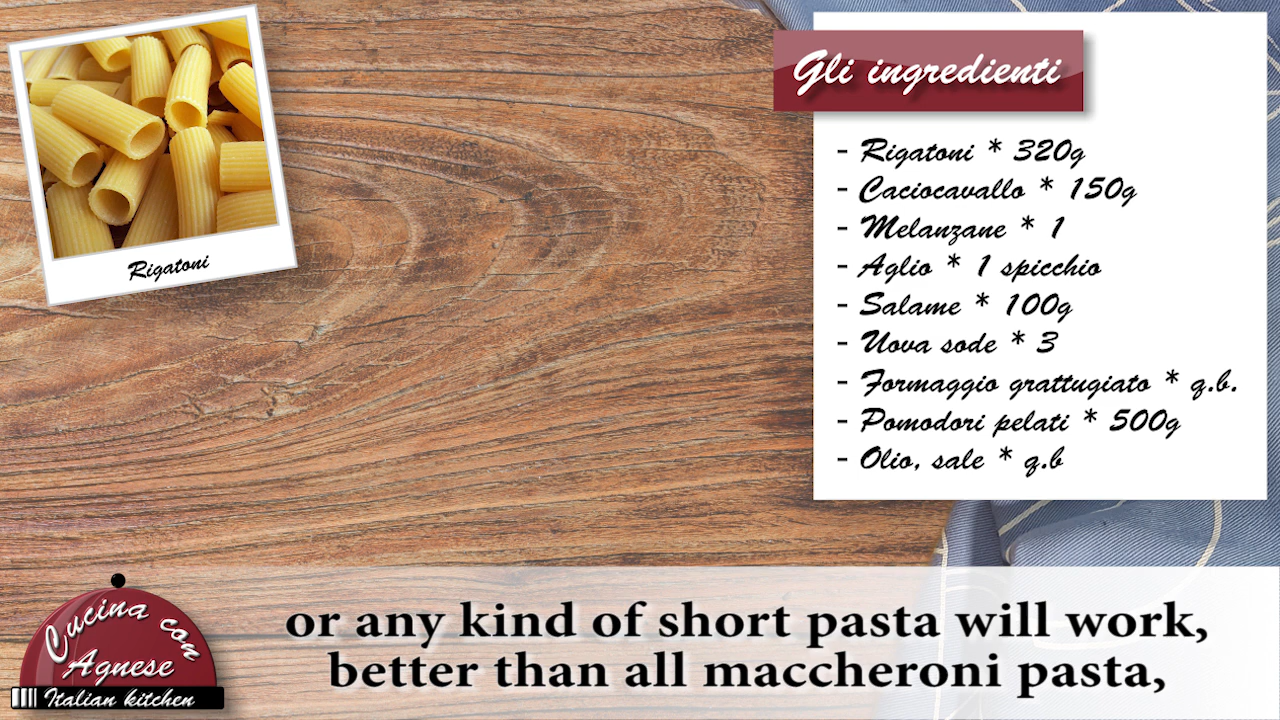 Rigatoni
Gli ingredienti
- Rigatoni * 320g
- Caciocavallo * 150g
- Melanzane * 1
- Aglio * 1 spicchio
- Salame * 100g
- Uova sode * 3
- Formaggio grattugiato * q.b.
- Pomodori pelati * 500g
- Olio, sale * q.b
or any kind of short pasta will work,
better than all maccheroni pasta,
Cucina con
Agnese
Italian kitchen